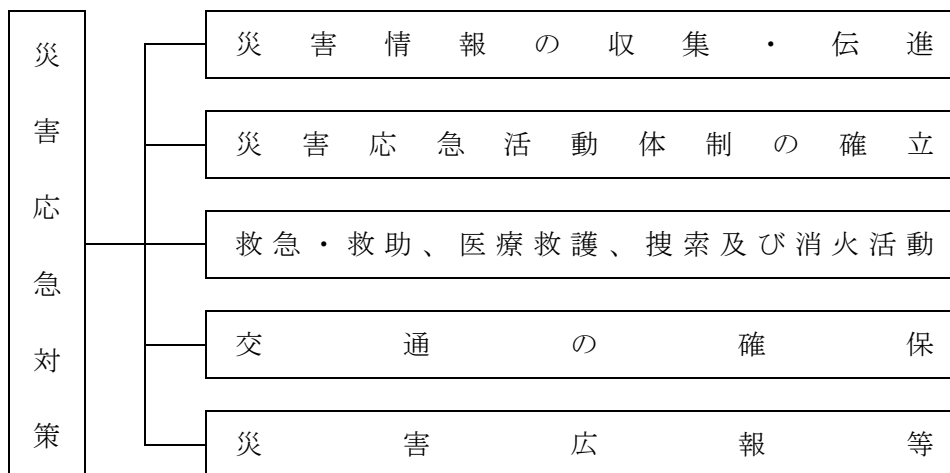 災害応急対策
災害情報の収集・伝進
災害応急活動体制の確立
救急・救助、医療救護、捜索及び消火活動
交通の確保
災害広報等